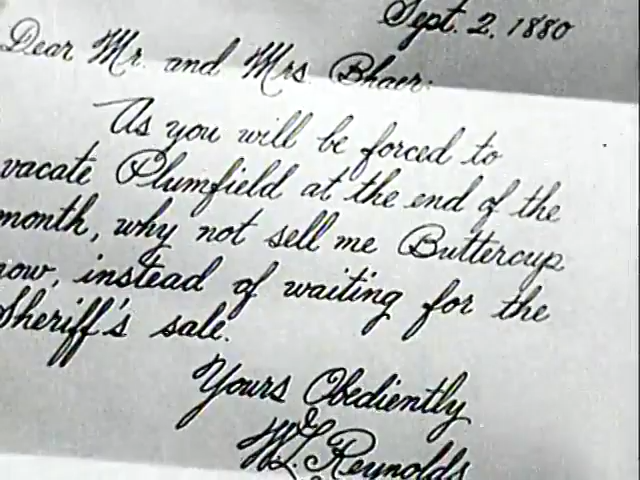 Sept. 2, 1880
Dear Mr. and Mrs. Bhaer:
As you will be forced to
vacate Plumfield at the end of the
month, why not sell me Buttercup
now, instead of waiting for the
Sheriff's sale.
Yours Obediently
W.L. Reynolds